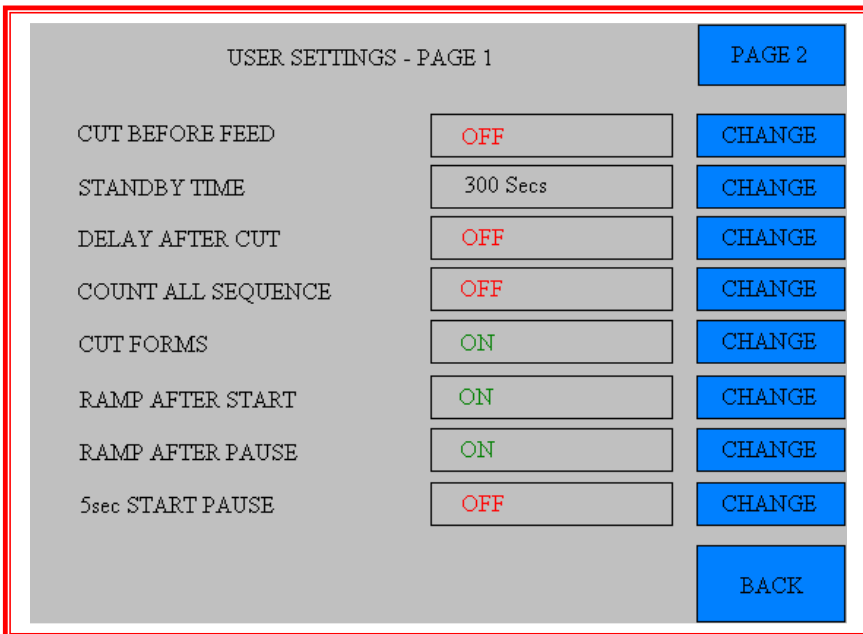 USER SETTINGS - PAGE 1 PAGE 2
CUT BEFORE FEED OFF CHANGE
STANDBY TIME 300 Secs CHANGE
DELAY AFTER CUT OFF CHANGE
COUNT ALL SEQUENCE OFF CHANGE
CUT FORMS ON CHANGE
RAMP AFTER START ON CHANGE
RAMP AFTER PAUSE ON CHANGE
5sec START PAUSE OFF CHANGE
BACK